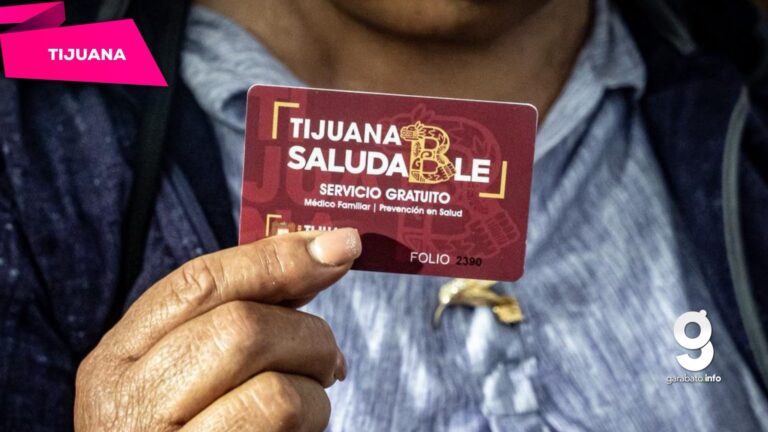 TIJUANA
TIJUANA
SALUDABLE
SERVICIO GRATUITO
Médico Familiar | Prevención en Salud
FOLIO 2390
garabato.info